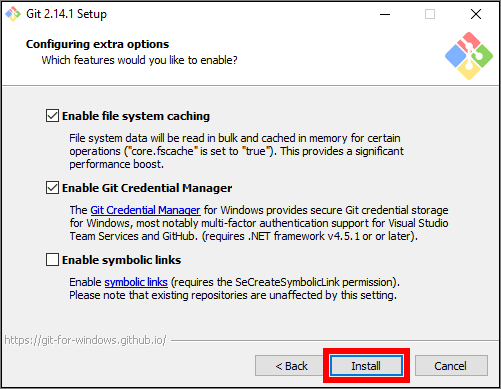 Git 2.14.1 Setup
Configuring extra options
Which features would you like to enable?
Enable file system caching
File system data will be read in bulk and cached in memory for certain
operations ("core.fscache" is set to "true"). This provides a significant
performance boost.
Enable Git Credential Manager
The Git Credential Manager for Windows provides secure Git credential storage
for Windows, most notably multi-factor authentication support for Visual Studio
Team Services and GitHub. (requires .NET framework v4.5.1 or or later).
Enable symbolic links
Enable symbolic links (requires the SeCreateSymbolicLink permission).
Please note that existing repositories are unaffected by this setting.
https://git-for-windows.github.io/
< Back Install Cancel